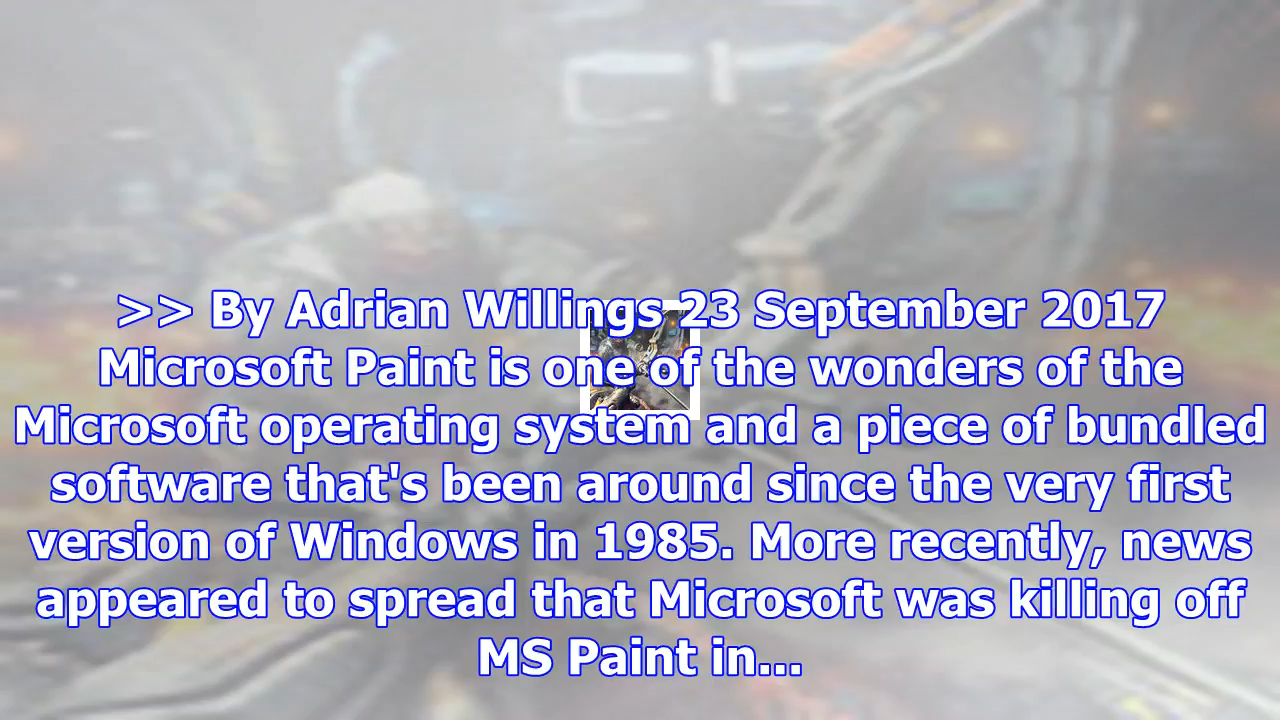 >> By Adrian Willings 23 September 2017
Microsoft Paint is one of the wonders of the
Microsoft operating system and a piece of bundled
software that's been around since the very first
version of Windows in 1985. More recently, news
appeared to spread that Microsoft was killing off
MS Paint in...